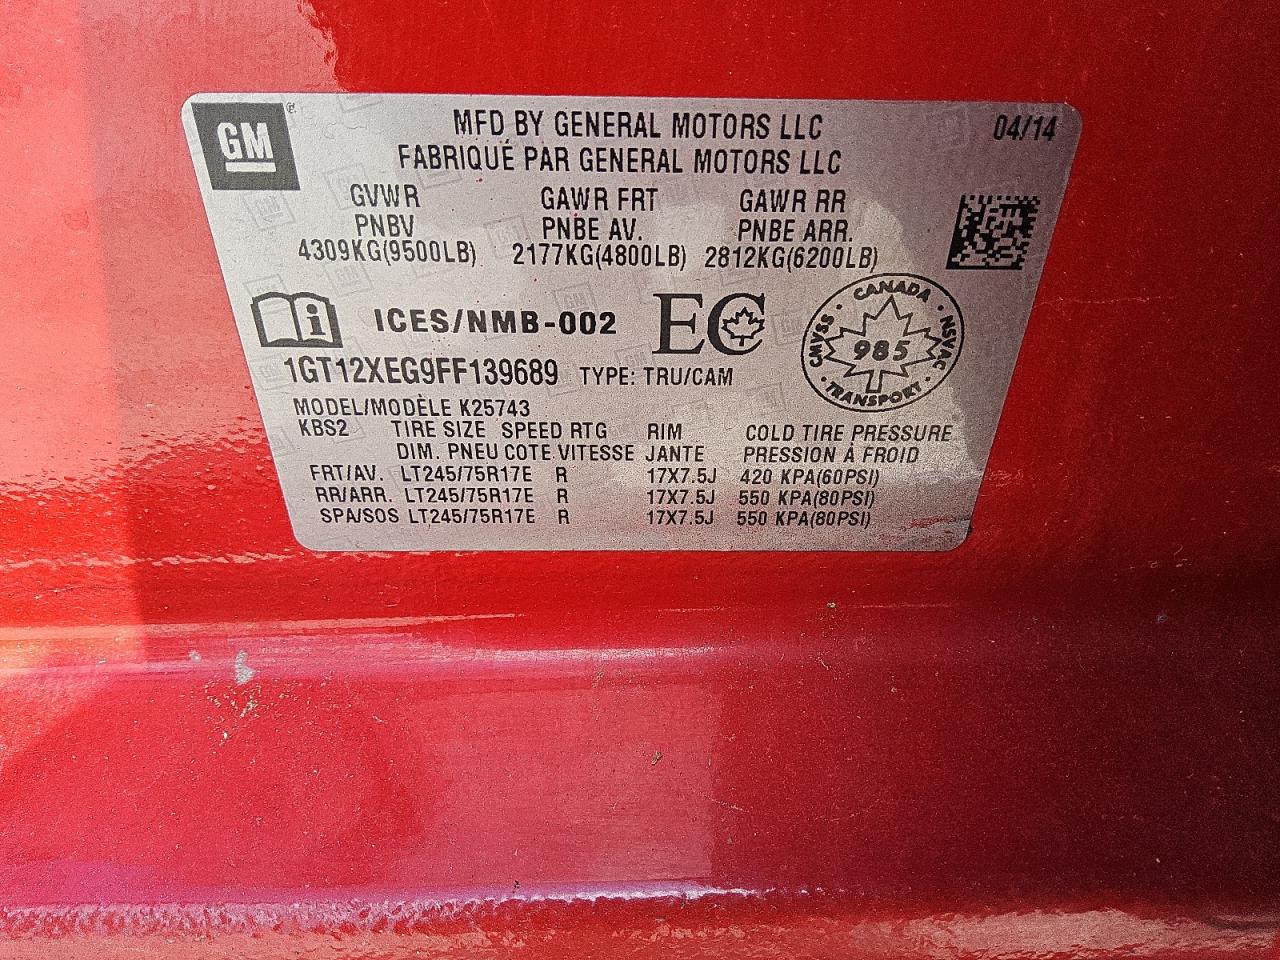 GM
MFD BY GENERAL MOTORS LLC 04/14
FABRIQUÉ PAR GENERAL MOTORS LLC
GVWR GAWR FRT GAWR RR
PNBV PNBE AV. PNBE ARR.
4309KG(9500LB) 2177KG(4800LB) 2812KG(6200LB)
i ICES/NMB-002 EC
CANADA CMVSS NSVAC 985 TRANSPORT
1GT12XEG9FF139689 TYPE: TRU/CAM
MODEL/MODÈLE K25743
KBS2 TIRE SIZE SPEED RTG RIM COLD TIRE PRESSURE
DIM. PNEU COTE VITESSE JANTE PRESSION À FROID
FRT/AV. LT245/75R17E R 17X7.5J 420 KPA(60PSI)
RR/ARR. LT245/75R17E R 17X7.5J 550 KPA(80PSI)
SPA/SOS LT245/75R17E R 17X7.5J 550 KPA(80PSI)